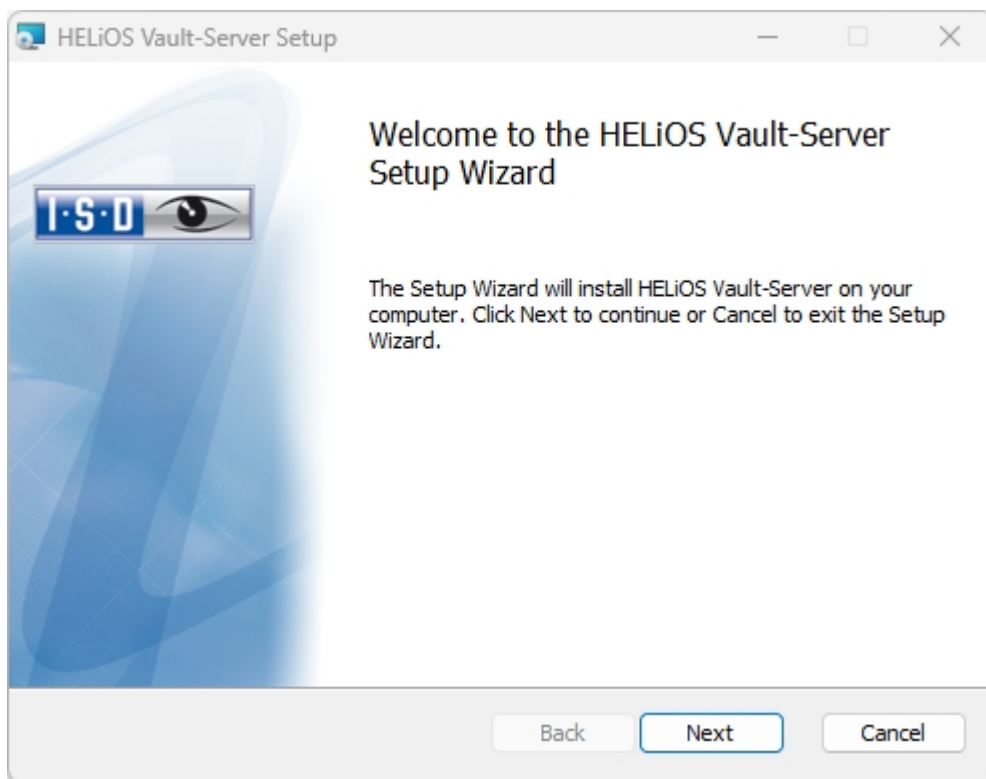 HELiOS Vault-Server Setup
Welcome to the HELiOS Vault-Server
Setup Wizard
I·S·D
The Setup Wizard will install HELiOS Vault-Server on your
computer. Click Next to continue or Cancel to exit the Setup
Wizard.
Back Next Cancel